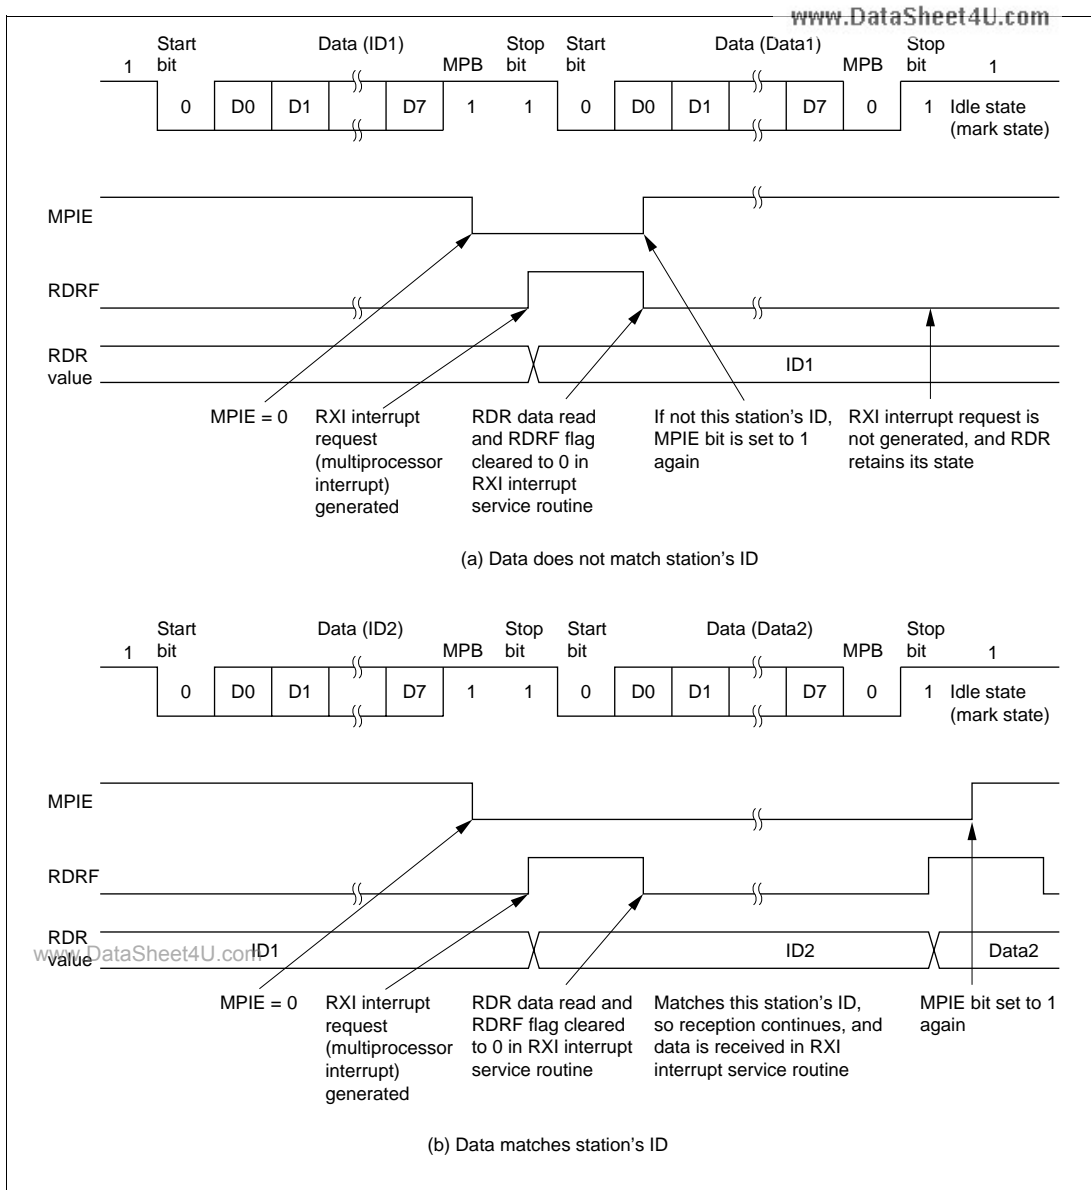 www.DataSheet4U.com
Start bit Data (ID1) MPB Stop bit Start bit Data (Data1) MPB Stop bit
1 0 D0 D1 D7 1 1 0 D0 D1 D7 0 1 1 Idle state (mark state)
MPIE
RDRF
RDR value
ID1
MPIE = 0
RXI interrupt
request
(multiprocessor
interrupt)
generated
RDR data read
and RDRF flag
cleared to 0 in
RXI interrupt
service routine
If not this station's ID,
MPIE bit is set to 1
again
RXI interrupt request is
not generated, and RDR
retains its state
(a) Data does not match station's ID
Start bit Data (ID2) MPB Stop bit Start bit Data (Data2) MPB Stop bit
1 0 D0 D1 D7 1 1 0 D0 D1 D7 0 1 1 Idle state (mark state)
MPIE
RDRF
RDR value
www.DataSheet4U.com
ID1 ID2 Data2
MPIE = 0
RXI interrupt
request
(multiprocessor
interrupt)
generated
RDR data read and
RDRF flag cleared
to 0 in RXI interrupt
service routine
Matches this station's ID,
so reception continues, and
data is received in RXI
interrupt service routine
MPIE bit set to 1
again
(b) Data matches station's ID